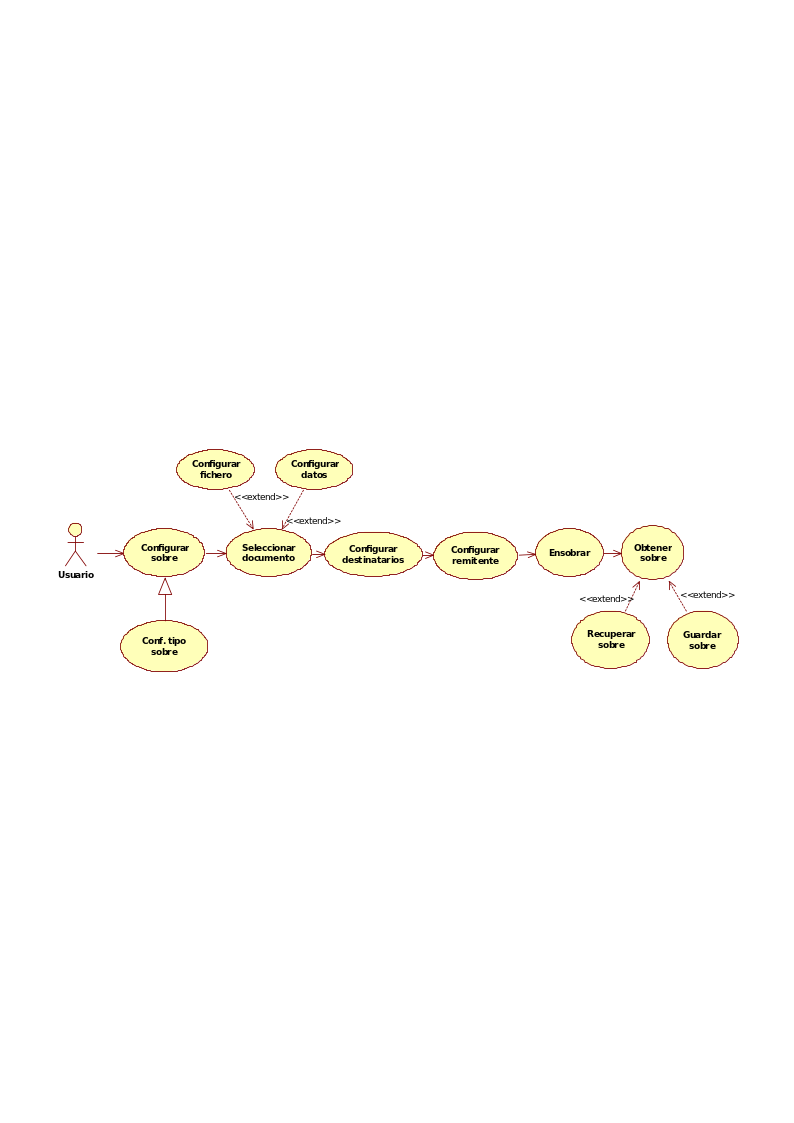 Configurar
fichero
Configurar
datos
<<extend>>
<<extend>>
Usuario
Configurar
sobre
Seleccionar
documento
Configurar
destinatarios
Configurar
remitente
Ensobrar
Obtener
sobre
<<extend>>
<<extend>>
Conf. tipo
sobre
Recuperar
sobre
Guardar
sobre